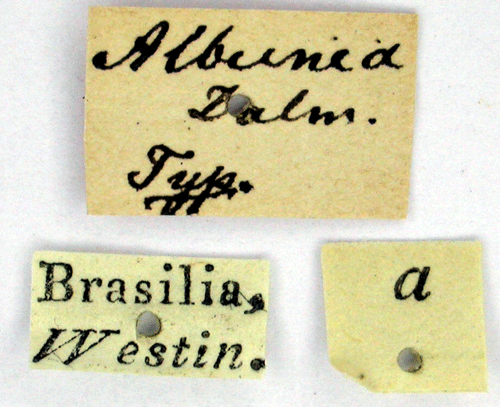 Albunea
Dalm.
Typ.
Brasilia,
Westin.
a